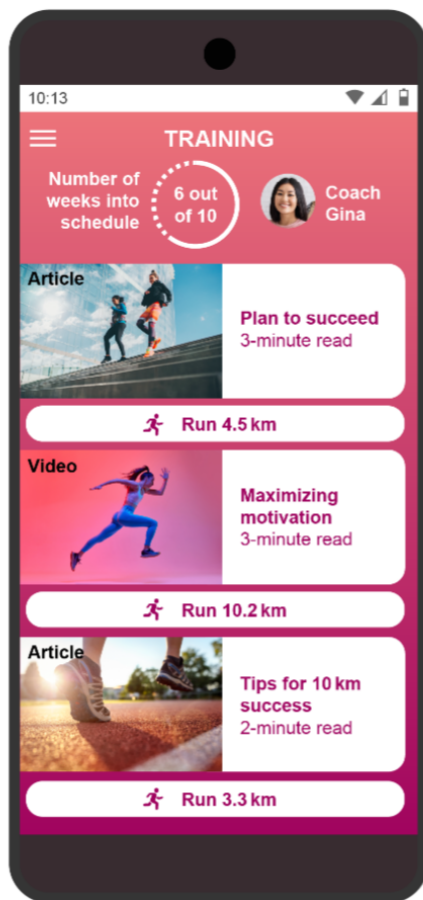 10:13
TRAINING
Number of
weeks into
schedule
6 out
of 10
Coach
Gina
Article
Plan to succeed
3-minute read
Run 4.5 km
Video
Maximizing
motivation
3-minute read
Run 10.2 km
Article
Tips for 10 km
success
2-minute read
Run 3.3 km